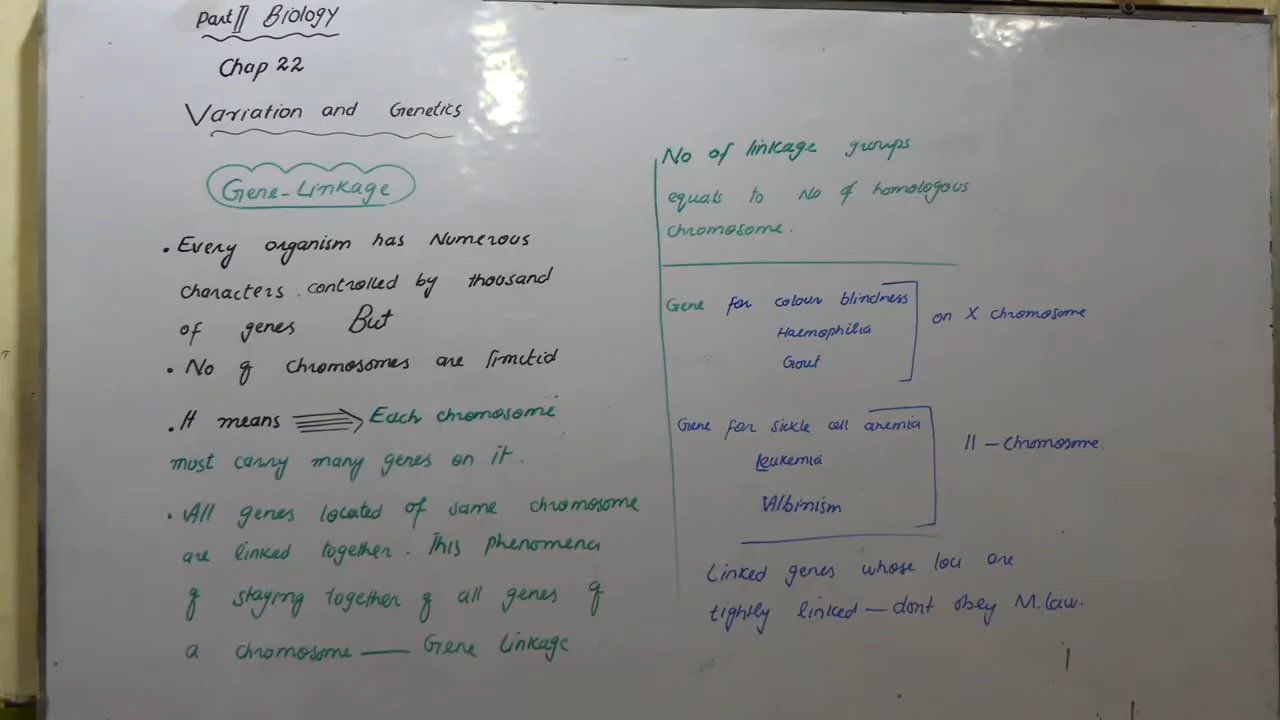 Part II Biology
Chap 22
Variation and Genetics
Gene-Linkage
• Every organism has Numerous
characters controlled by thousand
of genes But
• No of chromosomes are limitid
• It means ⟹ Each chromosome
must carry many genes on it.
• All genes located of same chromosome
are linked together. This phenomena
of staying together of all genes of
a chromosome — Gene Linkage
No of linkage groups
equals to No of homologous
chromosome.
Gene for colour blindness
Haemophilia
Gout
on X chromosome
Gene for sickle cell anemia
leukemia
Albinism
11 - chromosome.
Linked genes whose loci are
tightly linked — dont obey M.law.
1